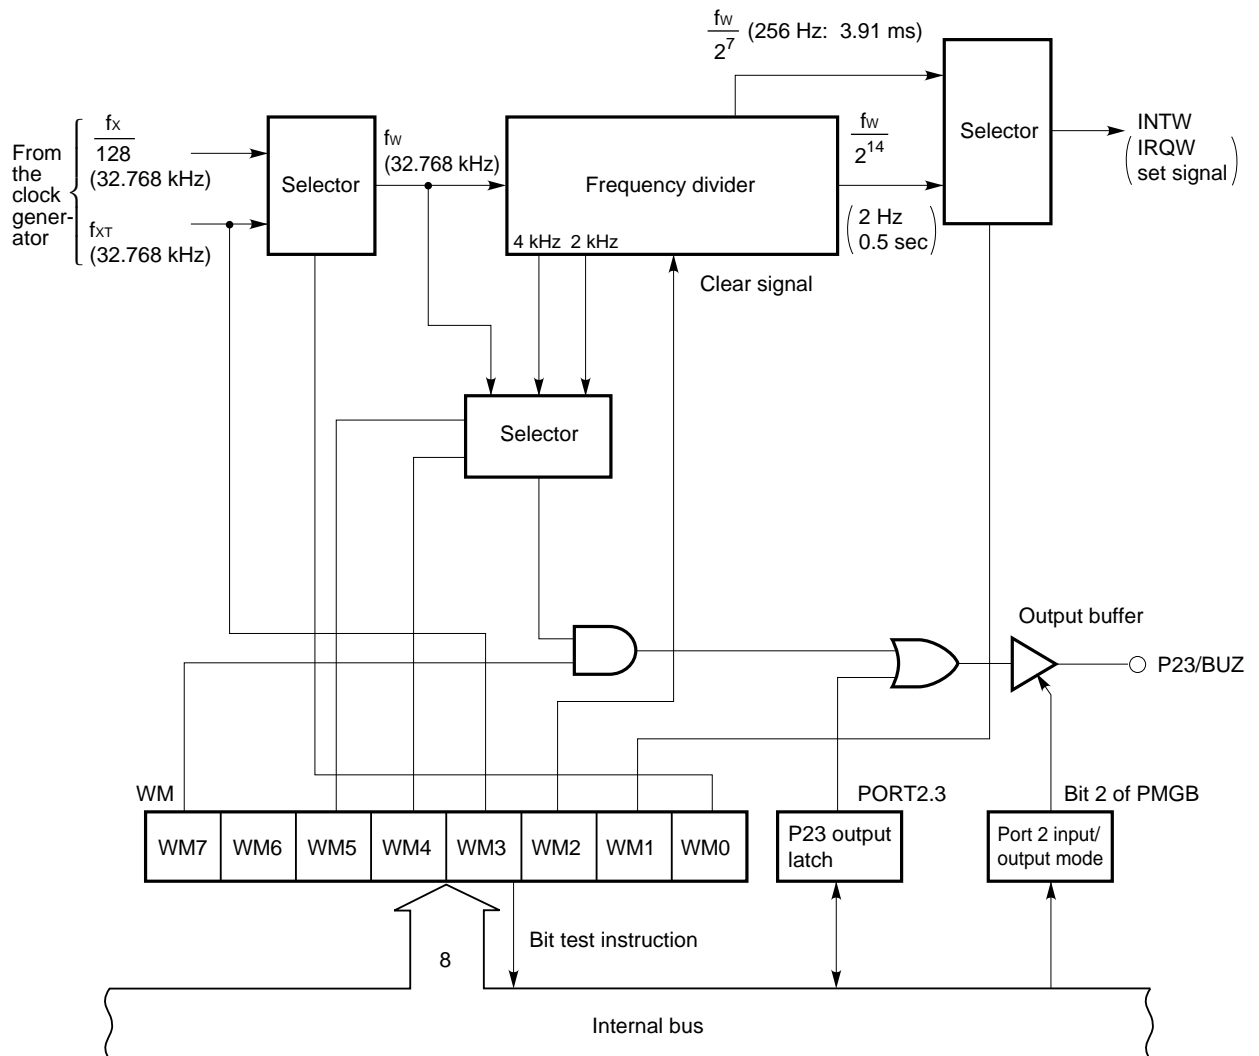 From
the
clock
gener-
ator
fX
128
(32.768 kHz)
fXT
(32.768 kHz)
Selector
fW
(32.768 kHz)
Frequency divider
4 kHz 2 kHz
fW
2^7 (256 Hz: 3.91 ms)
fW
2^14
(2 Hz
0.5 sec)
Clear signal
Selector
INTW
(IRQW
set signal)
Selector
Output buffer
P23/BUZ
WM
WM7 WM6 WM5 WM4 WM3 WM2 WM1 WM0
PORT2.3
P23 output
latch
Bit 2 of PMGB
Port 2 input/
output mode
8
Bit test instruction
Internal bus